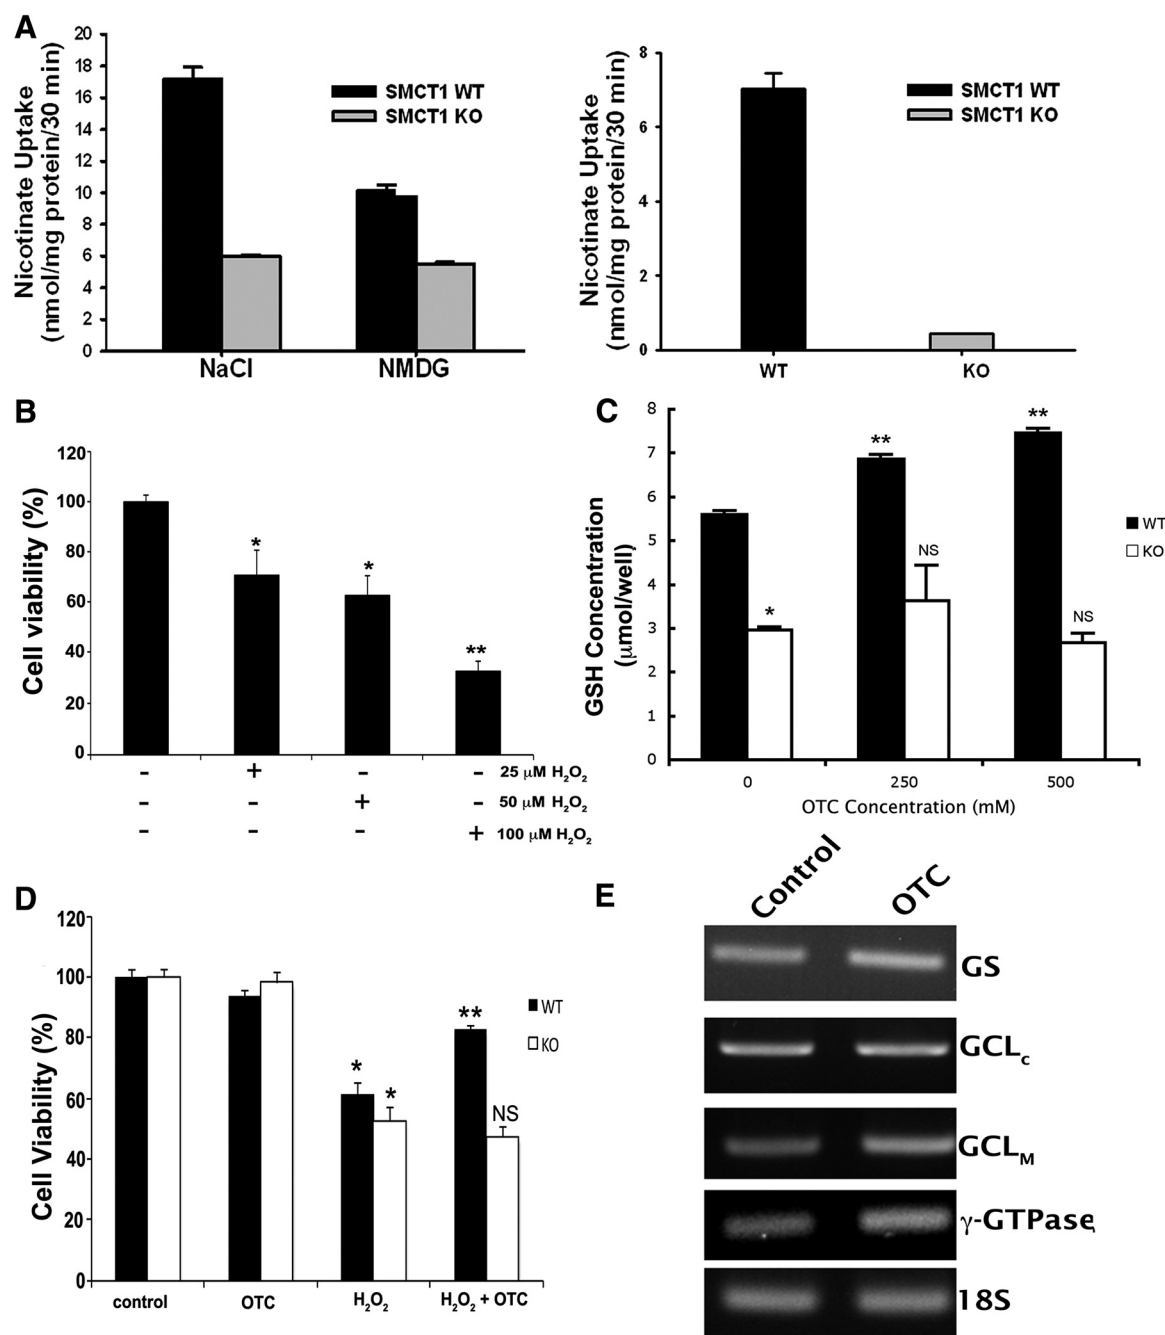 A
Nicotinate Uptake
(nmol/mg protein/30 min)
20
18
16
14
12
10
8
6
4
2
0
SMCT1 WT
SMCT1 KO
NaCl
NMDG
Nicotinate Uptake
(nmol/mg protein/30 min)
8
6
4
2
0
SMCT1 WT
SMCT1 KO
WT
KO
B
Cell viability (%)
120
100
80
60
40
20
0
*
*
**
- + - - 25 μM H₂O₂
- - + - 50 μM H₂O₂
- - - + 100 μM H₂O₂
C
GSH Concentration
(μmol/well)
8
7
6
5
4
3
2
1
0
*
**
NS
**
NS
WT
KO
0
250
500
OTC Concentration (mM)
D
Cell Viability (%)
120
100
80
60
40
20
0
*
*
**
NS
WT
KO
control
OTC
H₂O₂
H₂O₂ + OTC
E
Control
OTC
GS
GCLc
GCLM
γ-GTPase
18S